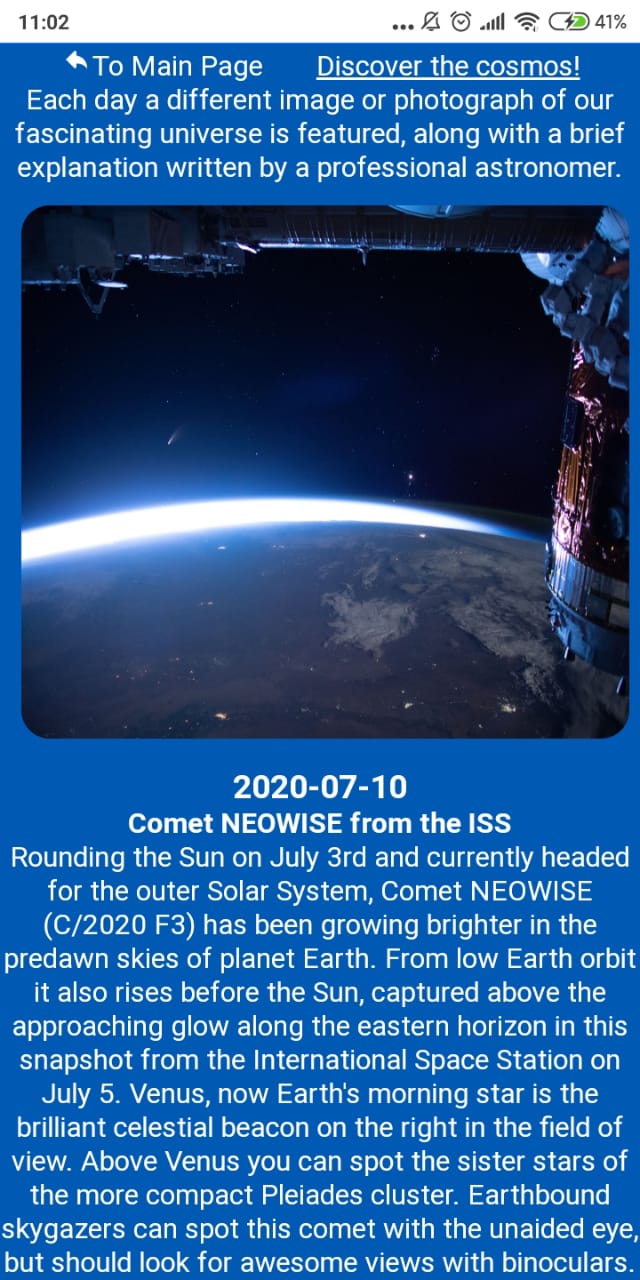 11:02
41%
To Main Page
Discover the cosmos!
Each day a different image or photograph of our
fascinating universe is featured, along with a brief
explanation written by a professional astronomer.
2020-07-10
Comet NEOWISE from the ISS
Rounding the Sun on July 3rd and currently headed
for the outer Solar System, Comet NEOWISE
(C/2020 F3) has been growing brighter in the
predawn skies of planet Earth. From low Earth orbit
it also rises before the Sun, captured above the
approaching glow along the eastern horizon in this
snapshot from the International Space Station on
July 5. Venus, now Earth's morning star is the
brilliant celestial beacon on the right in the field of
view. Above Venus you can spot the sister stars of
the more compact Pleiades cluster. Earthbound
skygazers can spot this comet with the unaided eye,
but should look for awesome views with binoculars.